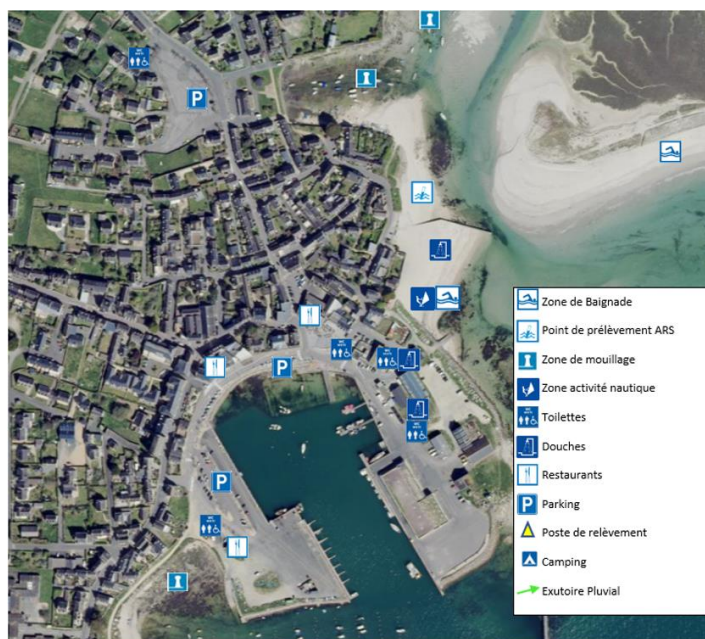 P
P
P
Zone de Baignade
Point de prélèvement ARS
Zone de mouillage
Zone activité nautique
Toilettes
Douches
Restaurants
P Parking
Poste de relèvement
Camping
Exutoire Pluvial